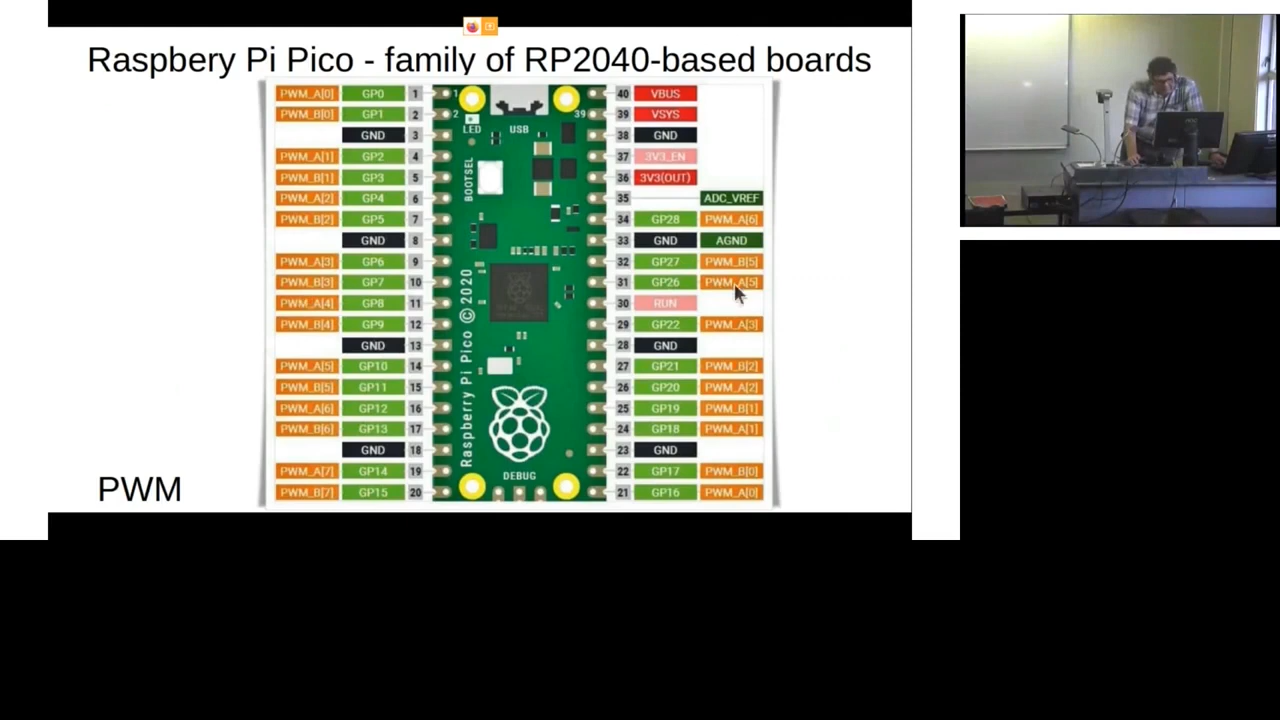 Raspbery Pi Pico - family of RP2040-based boards
PWM_A[0] GP0 1 1 40 VBUS
PWM_B[0] GP1 2 2 39 39 VSYS
GND 3 LED USB 38 GND
PWM_A[1] GP2 4 37 3V3_EN
PWM_B[1] GP3 5 BOOTSEL 36 3V3(OUT)
PWM_A[2] GP4 6 35 ADC_VREF
PWM_B[2] GP5 7 34 GP28 PWM_A[6]
GND 8 33 GND AGND
PWM_A[3] GP6 9 32 GP27 PWM_B[5]
PWM_B[3] GP7 10 31 GP26 PWM_A[5]
PWM_A[4] GP8 11 30 RUN
PWM_B[4] GP9 12 29 GP22 PWM_A[3]
GND 13 28 GND
PWM_A[5] GP10 14 27 GP21 PWM_B[2]
PWM_B[5] GP11 15 26 GP20 PWM_A[2]
PWM_A[6] GP12 16 25 GP19 PWM_B[1]
PWM_B[6] GP13 17 24 GP18 PWM_A[1]
GND 18 23 GND
PWM_A[7] GP14 19 22 GP17 PWM_B[0]
PWM_B[7] GP15 20 21 GP16 PWM_A[0]
Raspberry Pi Pico © 2020
DEBUG
PWM